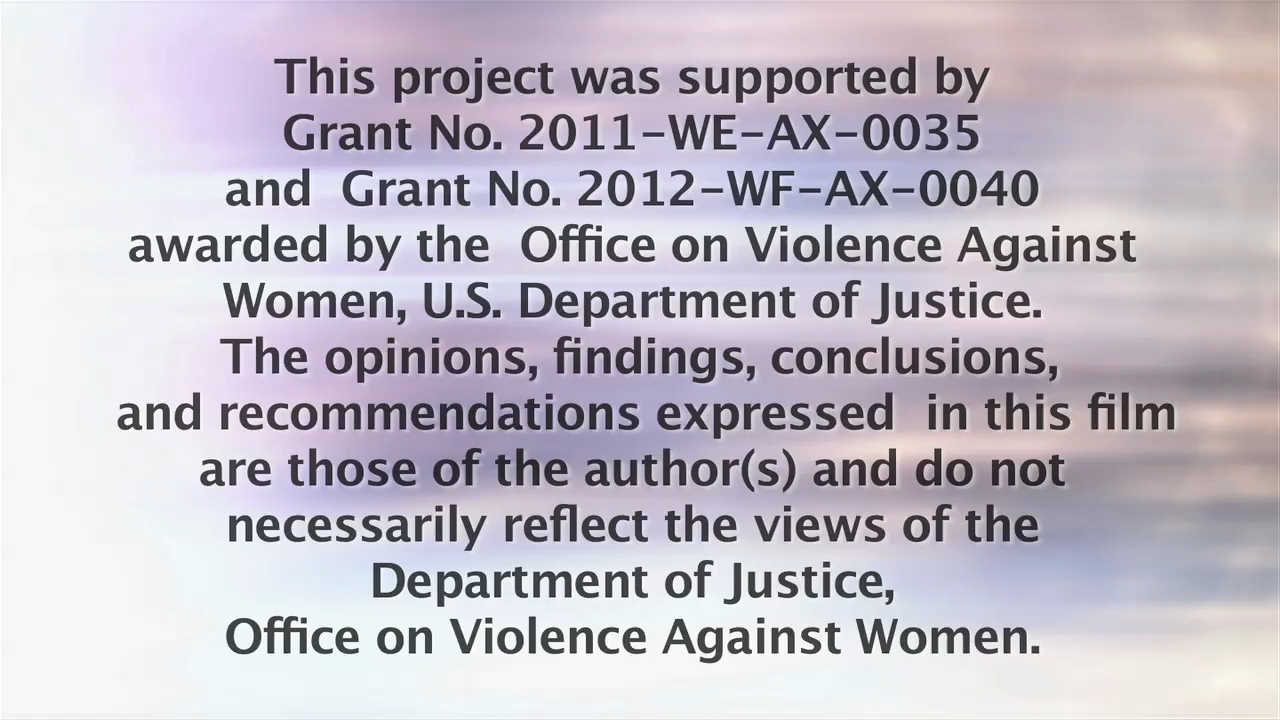 This project was supported by
Grant No. 2011-WE-AX-0035
and  Grant No. 2012-WF-AX-0040
awarded by the  Office on Violence Against
Women, U.S. Department of Justice.
The opinions, findings, conclusions,
and recommendations expressed  in this film
are those of the author(s) and do not
necessarily reflect the views of the
Department of Justice,
Office on Violence Against Women.